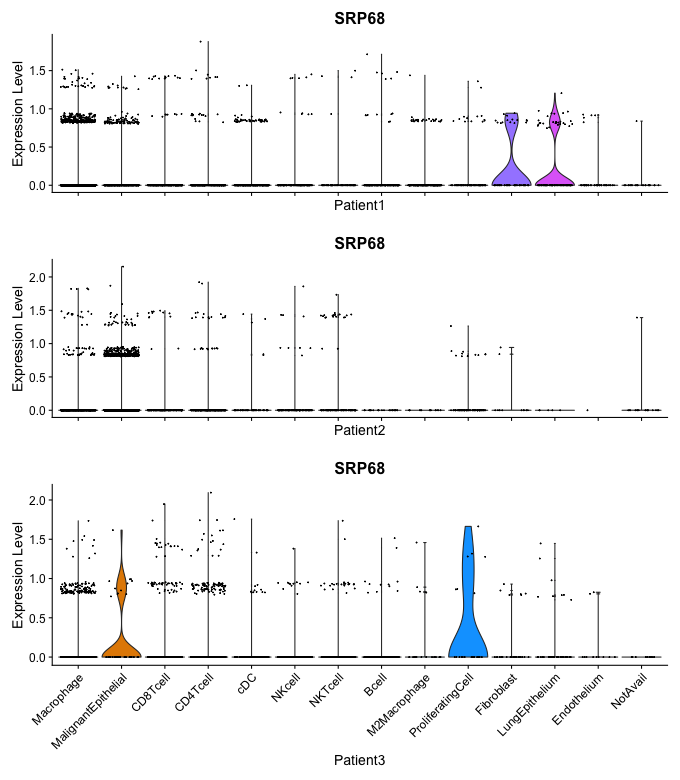 SRP68
Expression Level
1.5
1.0
0.5
0.0
Patient1
SRP68
Expression Level
2.0
1.5
1.0
0.5
0.0
Patient2
SRP68
Expression Level
2.0
1.5
1.0
0.5
0.0
Macrophage
MalignantEpithelial
CD8Tcell
CD4Tcell
cDC
NKcell
NKTcell
Bcell
M2Macrophage
ProliferatingCell
Fibroblast
LungEpithelium
Endothelium
NotAvail
Patient3